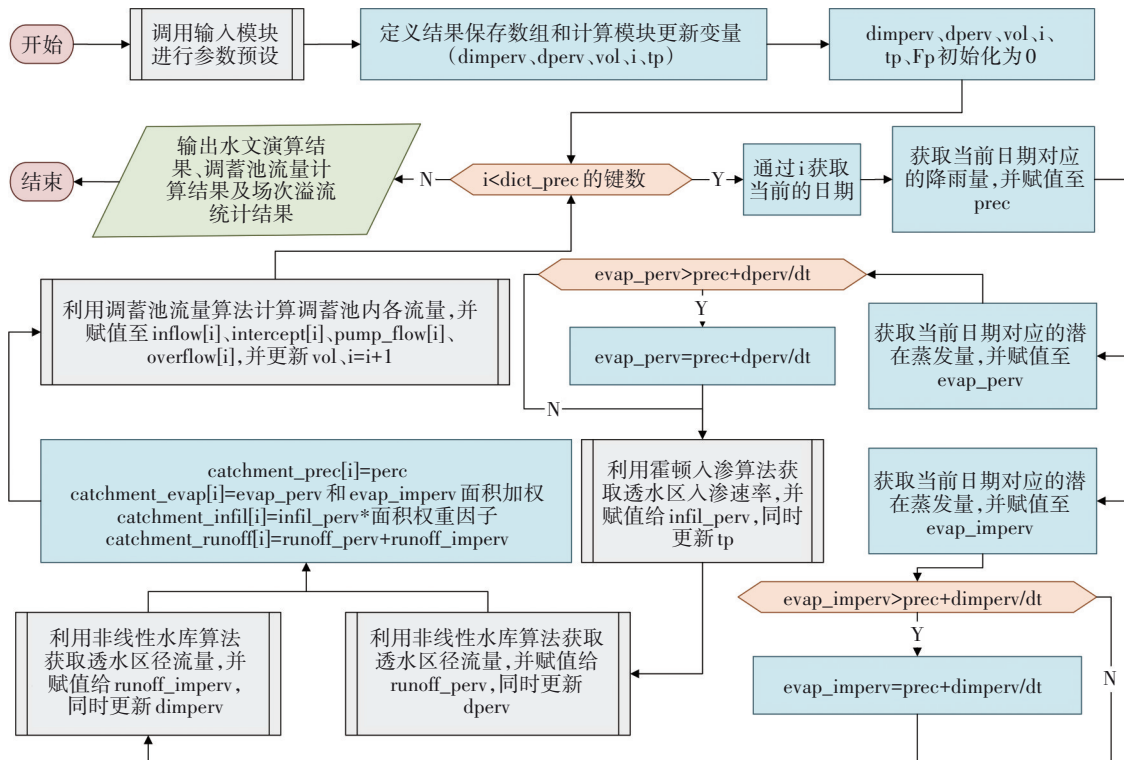 开始
调用输入模块
进行参数预设
定义结果保存数组和计算模块更新变量
(dimperv、dperv、vol、i、tp)
dimperv、dperv、vol、i、
tp、Fp初始化为0
结束
输出水文演算结
果、调蓄池流量计
算结果及场次溢流
统计结果
N
i<dict_prec的键数
Y
通过i获取
当前的日期
获取当前日期对应
的降雨量,并赋值至
prec
利用调蓄池流量算法计算调蓄池内各流量,并
赋值至inflow[i]、intercept[i]、pump_flow[i]、
overflow[i],并更新vol、i=i+1
evap_perv>prec+dperv/dt
Y
evap_perv=prec+dperv/dt
N
获取当前日期对应的潜
在蒸发量,并赋值至
evap_perv
catchment_prec[i]=perc
catchment_evap[i]=evap_perv和evap_imperv面积加权
catchment_infil[i]=infil_perv*面积权重因子
catchment_runoff[i]=runoff_perv+runoff_imperv
利用霍顿入渗算法获
取透水区入渗速率,并
赋值给infil_perv,同时
更新tp
获取当前日期对应的潜
在蒸发量,并赋值至
evap_imperv
利用非线性水库算法
获取透水区径流量,并
赋值给runoff_imperv,
同时更新dimperv
利用非线性水库算法获取
透水区径流量,并赋值给
runoff_perv,同时更新
dperv
evap_imperv>prec+dimperv/dt
Y
evap_imperv=prec+dimperv/dt
N